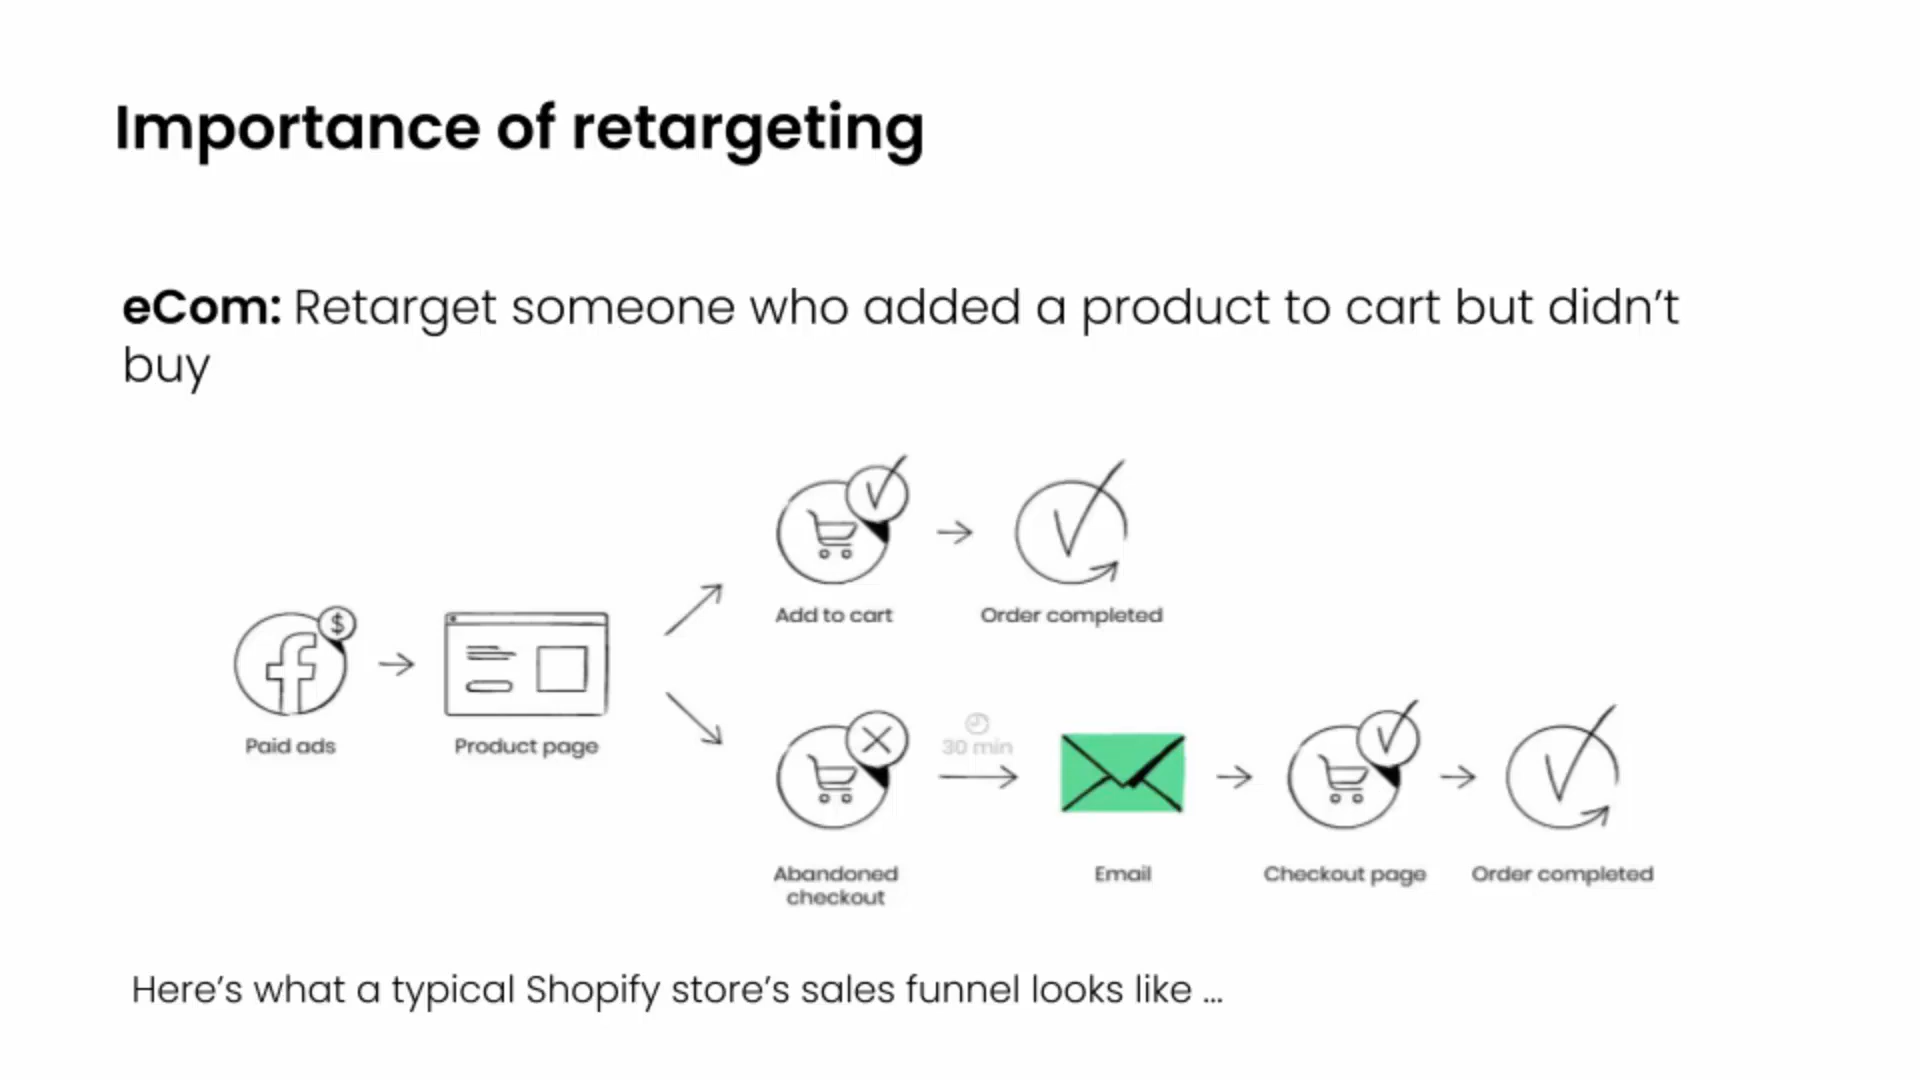 Importance of retargeting
eCom: Retarget someone who added a product to cart but didn’t
buy
$
Add to cart
Order completed
Paid ads
Product page
30 min
Abandoned
checkout
Email
Checkout page
Order completed
Here’s what a typical Shopify store’s sales funnel looks like ...